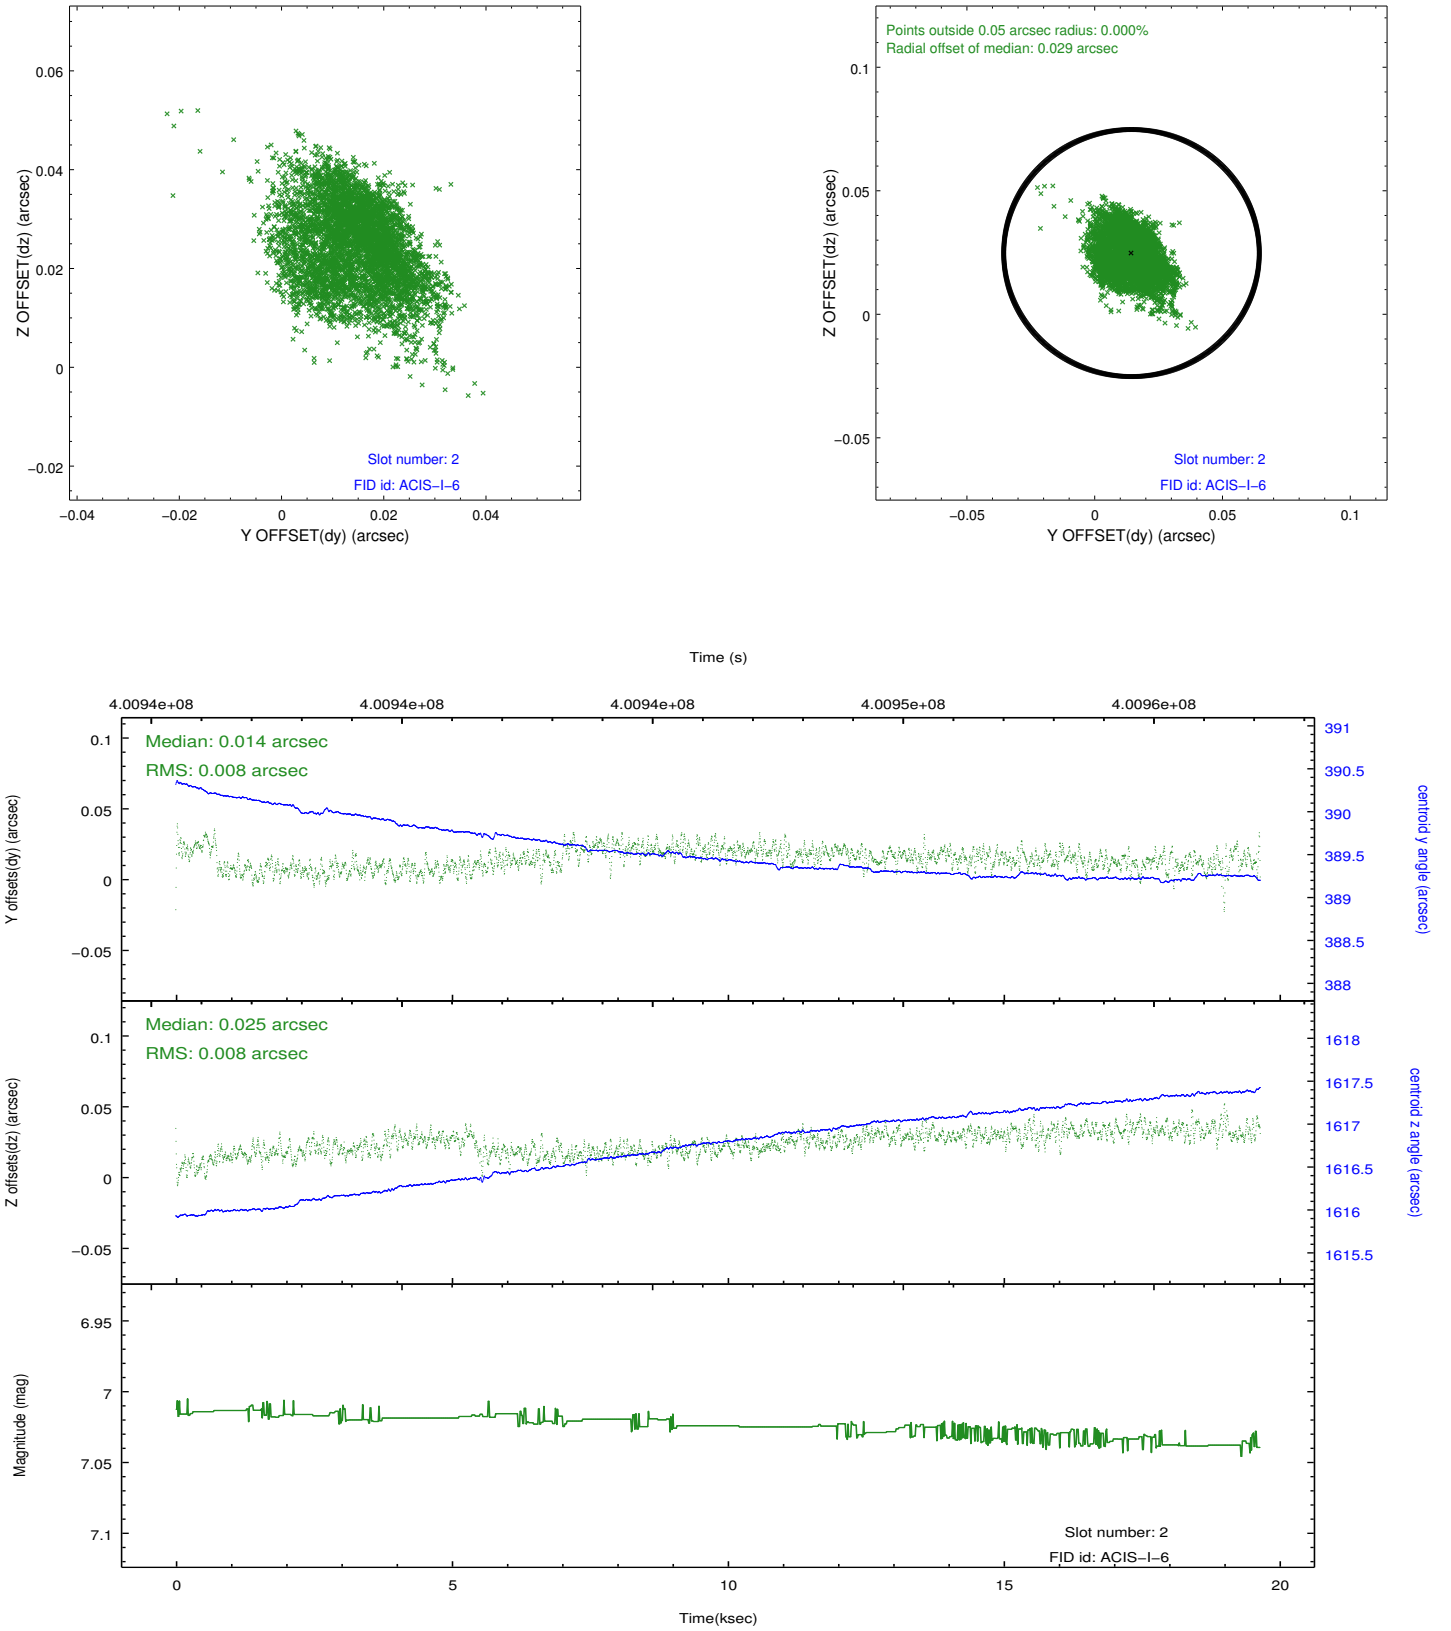 0.06
0.04
0.02
0
−0.02
−0.04
−0.02
0
0.02
0.04
Z OFFSET(dz) (arcsec)
Y OFFSET(dy) (arcsec)
Slot number: 2
FID id: ACIS−I−6
Points outside 0.05 arcsec radius: 0.000%
Radial offset of median: 0.029 arcsec
0.1
0.05
0
−0.05
−0.05
0
0.05
0.1
Z OFFSET(dz) (arcsec)
Y OFFSET(dy) (arcsec)
Slot number: 2
FID id: ACIS−I−6
Time (s)
4.0094e+08
4.0094e+08
4.0094e+08
4.0095e+08
4.0096e+08
Median: 0.014 arcsec
RMS: 0.008 arcsec
0.1
0.05
0
−0.05
Y offsets(dy) (arcsec)
391
390.5
390
389.5
389
388.5
388
centroid y angle (arcsec)
Median: 0.025 arcsec
RMS: 0.008 arcsec
0.1
0.05
0
−0.05
Z offsets(dz) (arcsec)
1618
1617.5
1617
1616.5
1616
1615.5
centroid z angle (arcsec)
6.95
7
7.05
7.1
Magnitude (mag)
Slot number: 2
FID id: ACIS−I−6
0
5
10
15
20
Time(ksec)